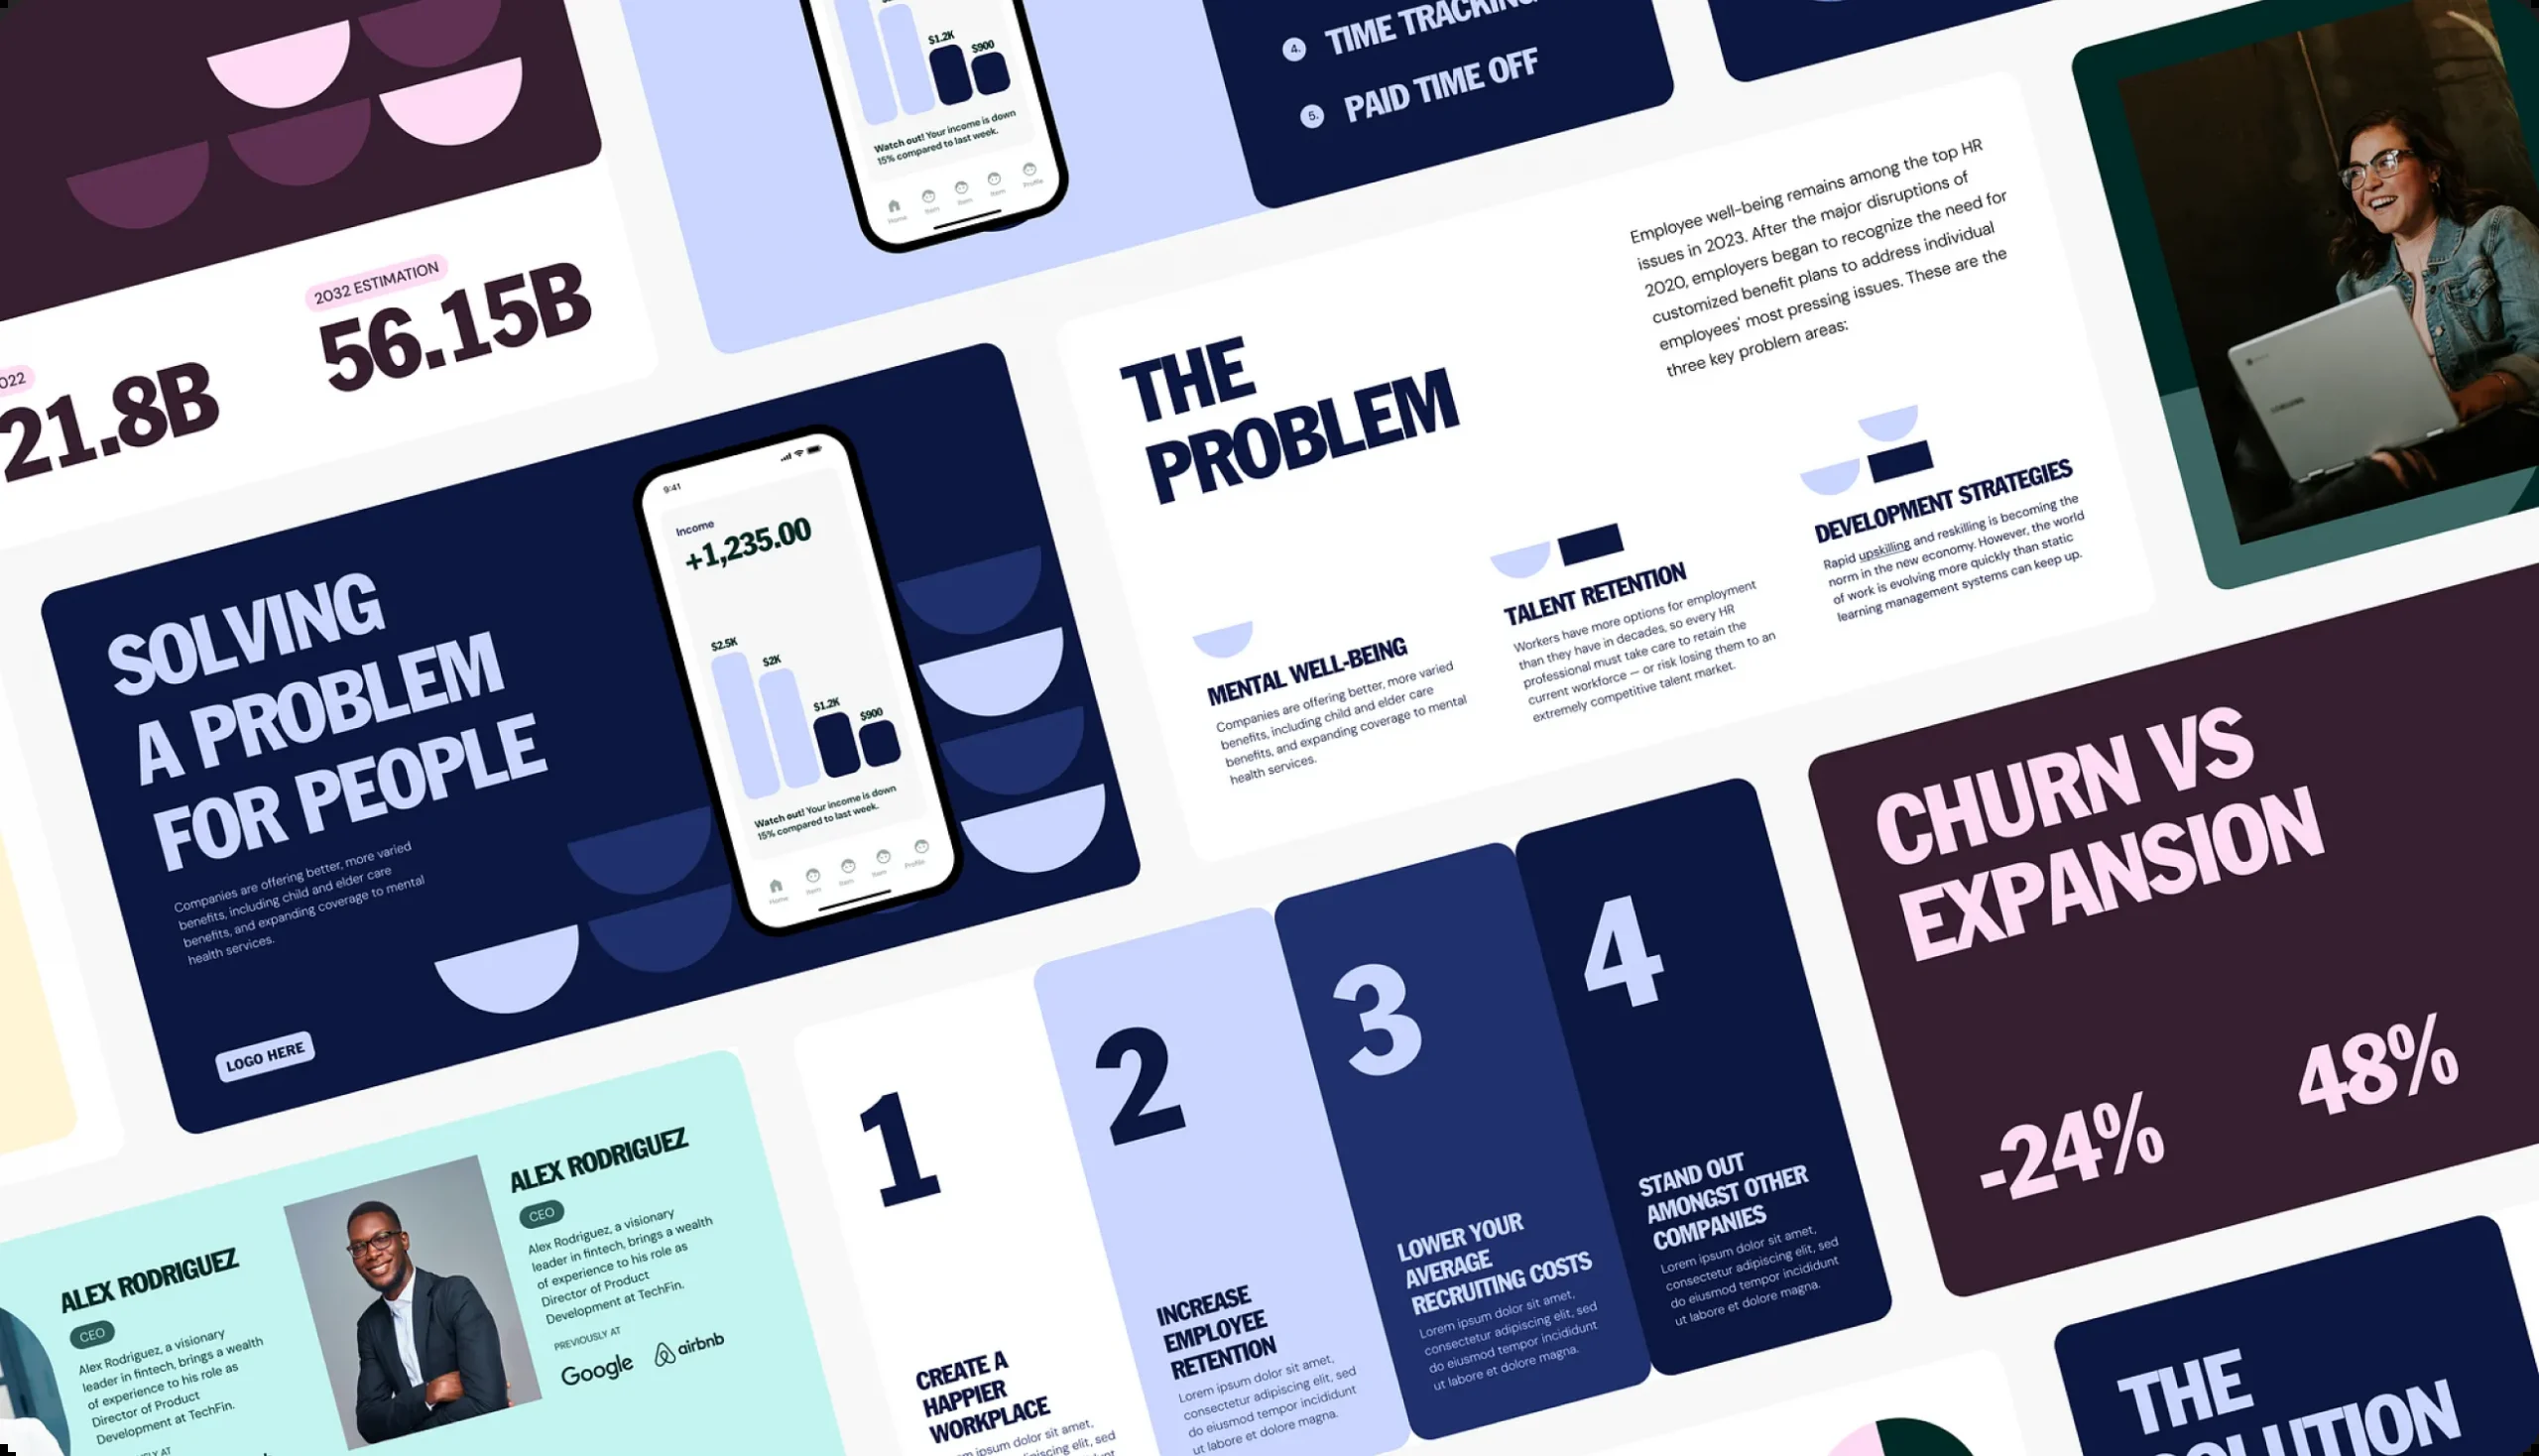 2032 ESTIMATION
56.15B
21.8B
$1.2K
$900
Watch out! Your income is down
15% compared to last week.
Home
Item
Item
Item
Profile
4.
TIME TRACKING
5.
PAID TIME OFF
SOLVING
A PROBLEM
FOR PEOPLE
Companies are offering better, more varied
benefits, including child and elder care
benefits, and expanding coverage to mental
health services.
LOGO HERE
9:41
Income
+1,235.00
$2.5K
$2K
$1.2K
$900
Watch out! Your income is down
15% compared to last week.
Home
Item
Item
Item
Profile
THE
PROBLEM
Employee well-being remains among the top HR
issues in 2023. After the major disruptions of
2020, employers began to recognize the need for
customized benefit plans to address individual
employees' most pressing issues. These are the
three key problem areas:
MENTAL WELL-BEING
Companies are offering better, more varied
benefits, including child and elder care
benefits, and expanding coverage to mental
health services.
TALENT RETENTION
Workers have more options for employment
than they have in decades, so every HR
professional must take care to retain the
current workforce — or risk losing them to an
extremely competitive talent market.
DEVELOPMENT STRATEGIES
Rapid upskilling and reskilling is becoming the
norm in the new economy. However, the world
of work is evolving more quickly than static
learning management systems can keep up.
ALEX RODRIGUEZ
CEO
Alex Rodriguez, a visionary
leader in fintech, brings a wealth
of experience to his role as
Director of Product
Development at TechFin.
ALEX RODRIGUEZ
CEO
Alex Rodriguez, a visionary
leader in fintech, brings a wealth
of experience to his role as
Director of Product
Development at TechFin.
PREVIOUSLY AT
Google
airbnb
1
CREATE A
HAPPIER
WORKPLACE
ipsum dolor sit amet,
adipiscing elit, sed
2
INCREASE
EMPLOYEE
RETENTION
Lorem ipsum dolor sit amet,
consectetur adipiscing elit, sed
do eiusmod tempor incididunt
ut labore et dolore magna.
3
LOWER YOUR
AVERAGE
RECRUITING COSTS
Lorem ipsum dolor sit amet,
consectetur adipiscing elit, sed
do eiusmod tempor incididunt
ut labore et dolore magna.
4
STAND OUT
AMONGST OTHER
COMPANIES
Lorem ipsum dolor sit amet,
consectetur adipiscing elit, sed
do eiusmod tempor incididunt
ut labore et dolore magna.
CHURN VS
EXPANSION
-24%
48%
THE
SOLUTION